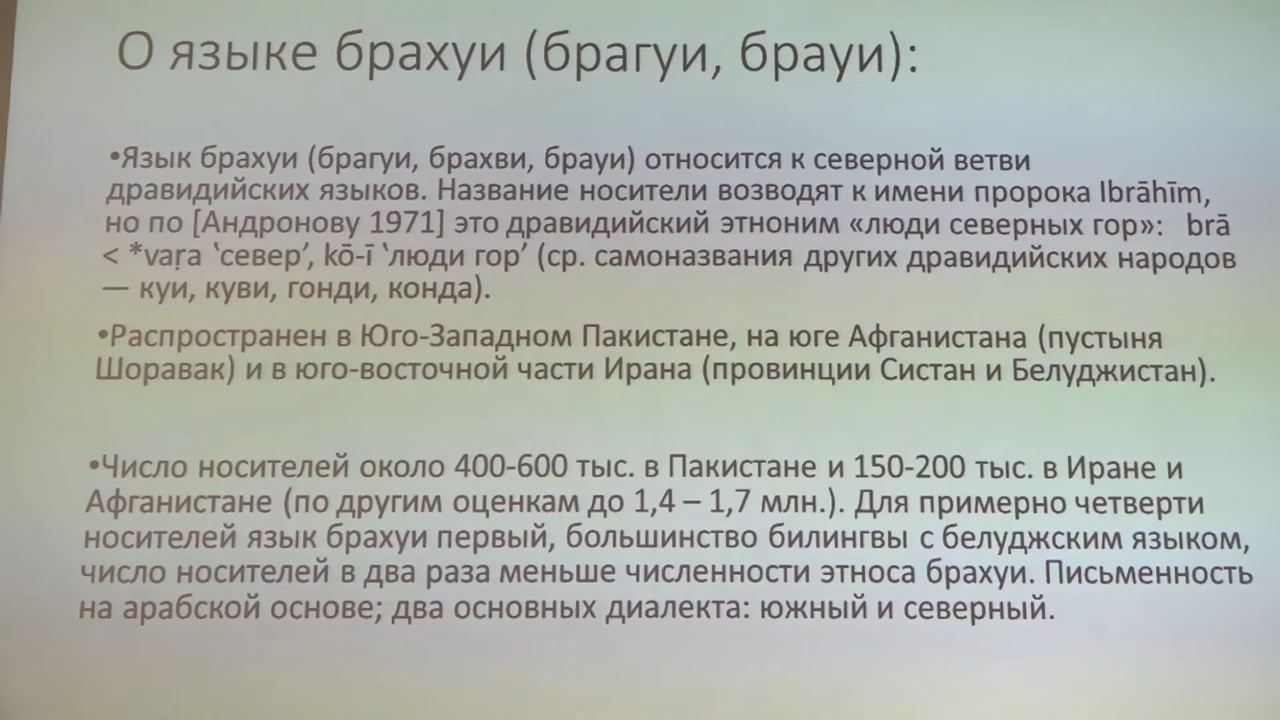 О языке брахуи (брагуи, брауи):
•Язык брахуи (брагуи, брахви, брауи) относится к северной ветви
дравидийских языков. Название носители возводят к имени пророка Ibrāhīm,
но по [Андронову 1971] это дравидийский этноним «люди северных гор»: brā
< *vaṛa ‛север’, kō-ī ‛люди гор’ (ср. самоназвания других дравидийских народов
— куи, куви, гонди, конда).
•Распространен в Юго-Западном Пакистане, на юге Афганистана (пустыня
Шоравак) и в юго-восточной части Ирана (провинции Систан и Белуджистан).
•Число носителей около 400-600 тыс. в Пакистане и 150-200 тыс. в Иране и
Афганистане (по другим оценкам до 1,4 – 1,7 млн.). Для примерно четверти
носителей язык брахуи первый, большинство билингвы с белуджским языком,
число носителей в два раза меньше численности этноса брахуи. Письменность
на арабской основе; два основных диалекта: южный и северный.